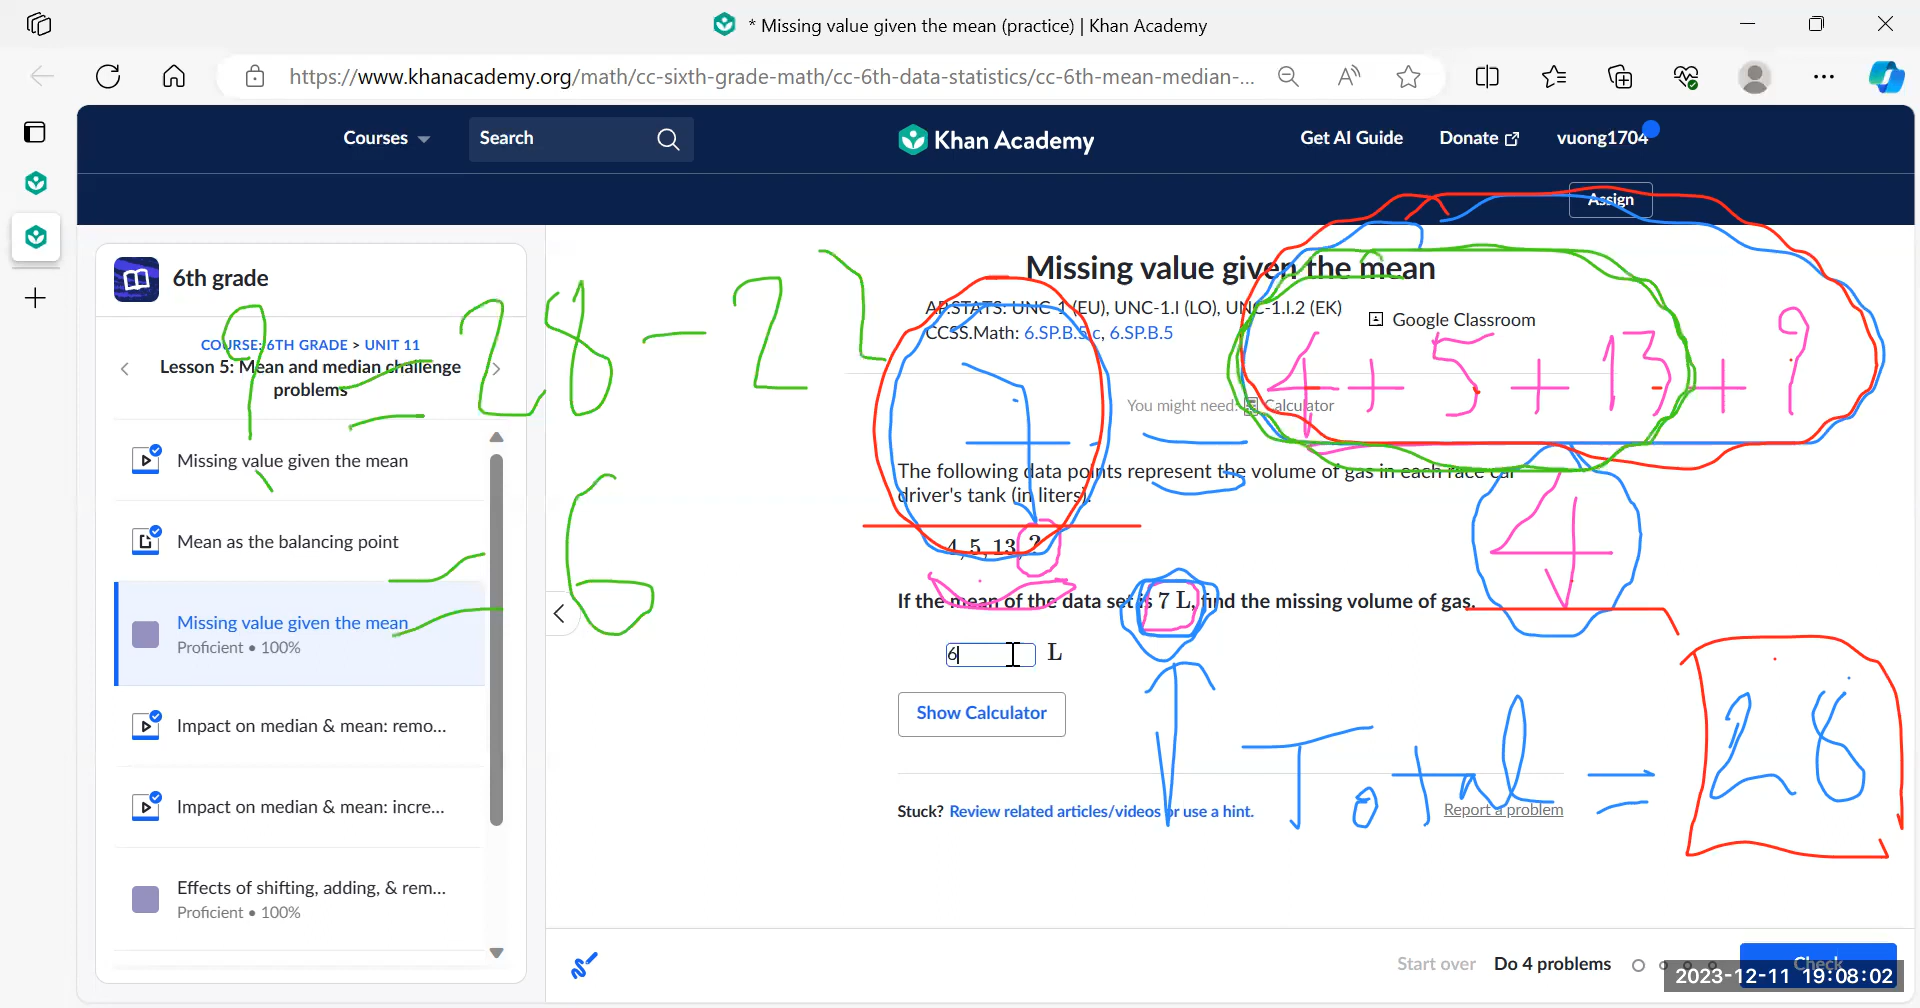 * Missing value given the mean (practice) | Khan Academy
https://www.khanacademy.org/math/cc-sixth-grade-math/cc-6th-data-statistics/cc-6th-mean-median-...
Courses
Search
Khan Academy
Get AI Guide
Donate
vuong1704
Assign
6th grade
COURSE: 6TH GRADE > UNIT 11
Lesson 5: Mean and median challenge
problems
Missing value given the mean
Mean as the balancing point
Missing value given the mean
Proficient • 100%
Impact on median & mean: remo...
Impact on median & mean: incre...
Effects of shifting, adding, & rem...
Proficient • 100%
? = 28 - 22
= 6
Missing value given the mean
AP.STATS: UNC-1 (EU), UNC-1.I (LO), UNC-1.I.2 (EK)
CCSS.Math: 6.SP.B.5.c, 6.SP.B.5
Google Classroom
You might need: Calculator
7 = 4 + 5 + 13 + ?
4
The following data points represent the volume of gas in each race car
driver's tank (in liters).
4, 5, 13, ?
If the mean of the data set is 7 L, find the missing volume of gas.
6 L
Show Calculator
Total = 28
Stuck? Review related articles/videos or use a hint.
Report a problem
Start over
Do 4 problems
Check
2023-12-11 19:08:02